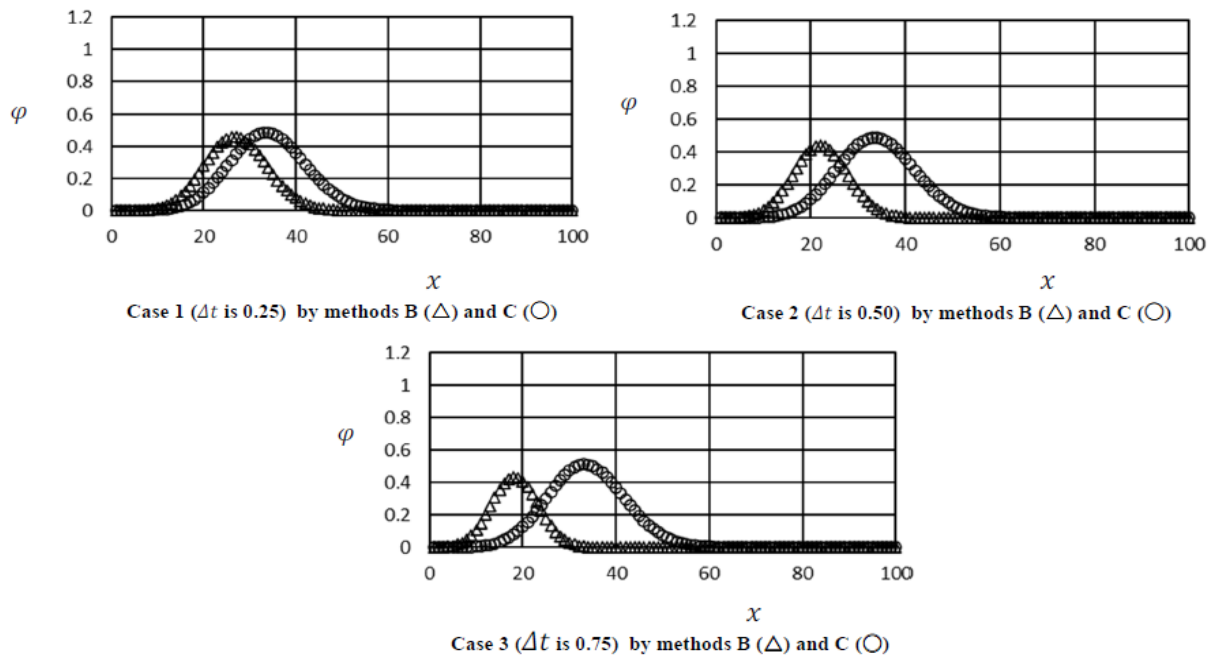 1.2
1
0.8
0.6
0.4
0.2
0
φ
0 20 40 60 80 100
x
Case 1 (Δt is 0.25) by methods B (△) and C (○)
1.2
1
0.8
0.6
0.4
0.2
0
φ
0 20 40 60 80 100
x
Case 2 (Δt is 0.50) by methods B (△) and C (○)
1.2
1
0.8
0.6
0.4
0.2
0
φ
0 20 40 60 80 100
x
Case 3 (Δt is 0.75) by methods B (△) and C (○)